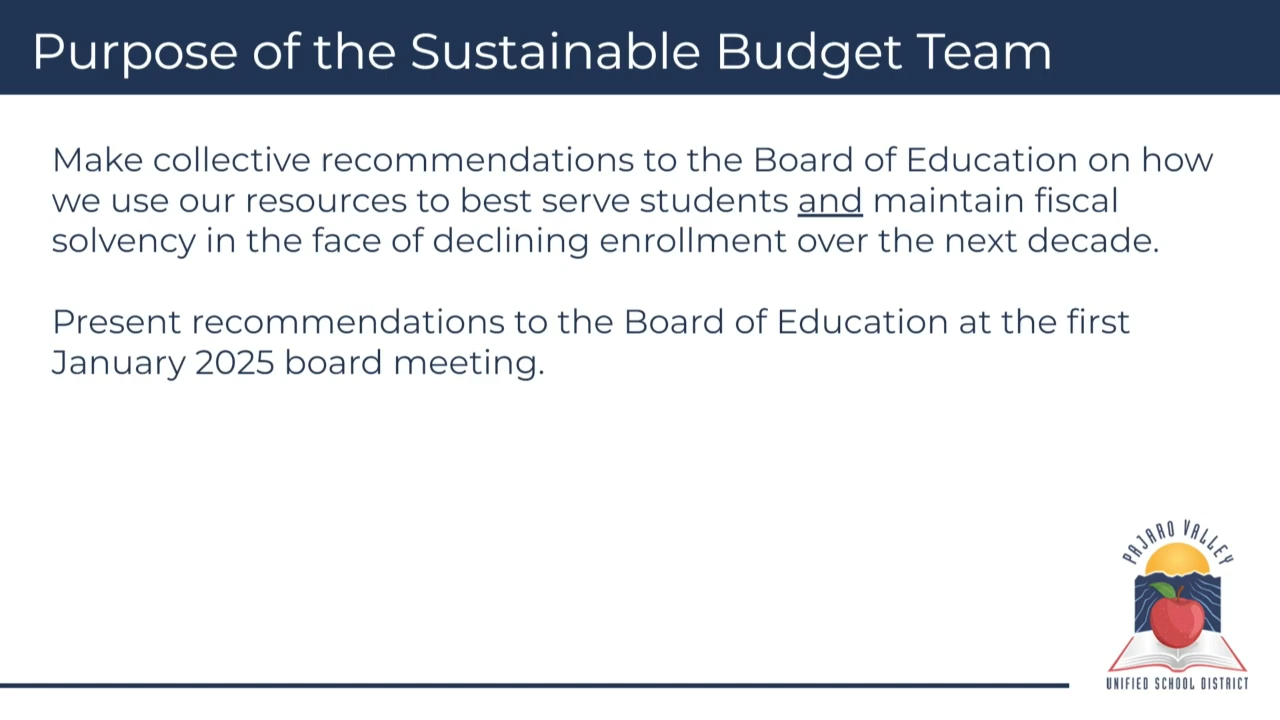 Purpose of the Sustainable Budget Team
Make collective recommendations to the Board of Education on how
we use our resources to best serve students and maintain fiscal
solvency in the face of declining enrollment over the next decade.
Present recommendations to the Board of Education at the first
January 2025 board meeting.
PAJARO VALLEY
UNIFIED SCHOOL DISTRICT